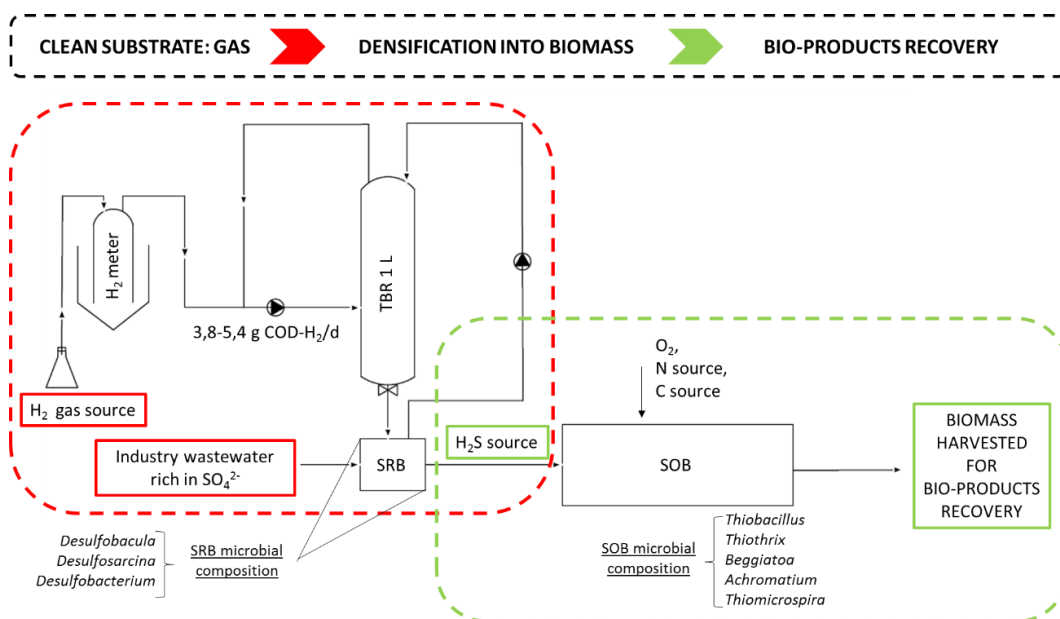 CLEAN SUBSTRATE: GAS
DENSIFICATION INTO BIOMASS
BIO-PRODUCTS RECOVERY
H₂ meter
TBR 1 L
3,8-5,4 g COD-H₂/d
H₂ gas source
Industry wastewater
rich in SO₄²⁻
SRB
H₂S source
O₂,
N source,
C source
SOB
BIOMASS
HARVESTED
FOR
BIO-PRODUCTS
RECOVERY
Desulfobacula
Desulfosarcina
Desulfobacterium
SRB microbial
composition
SOB microbial
composition
Thiobacillus
Thiothrix
Beggiatoa
Achromatium
Thiomicrospira